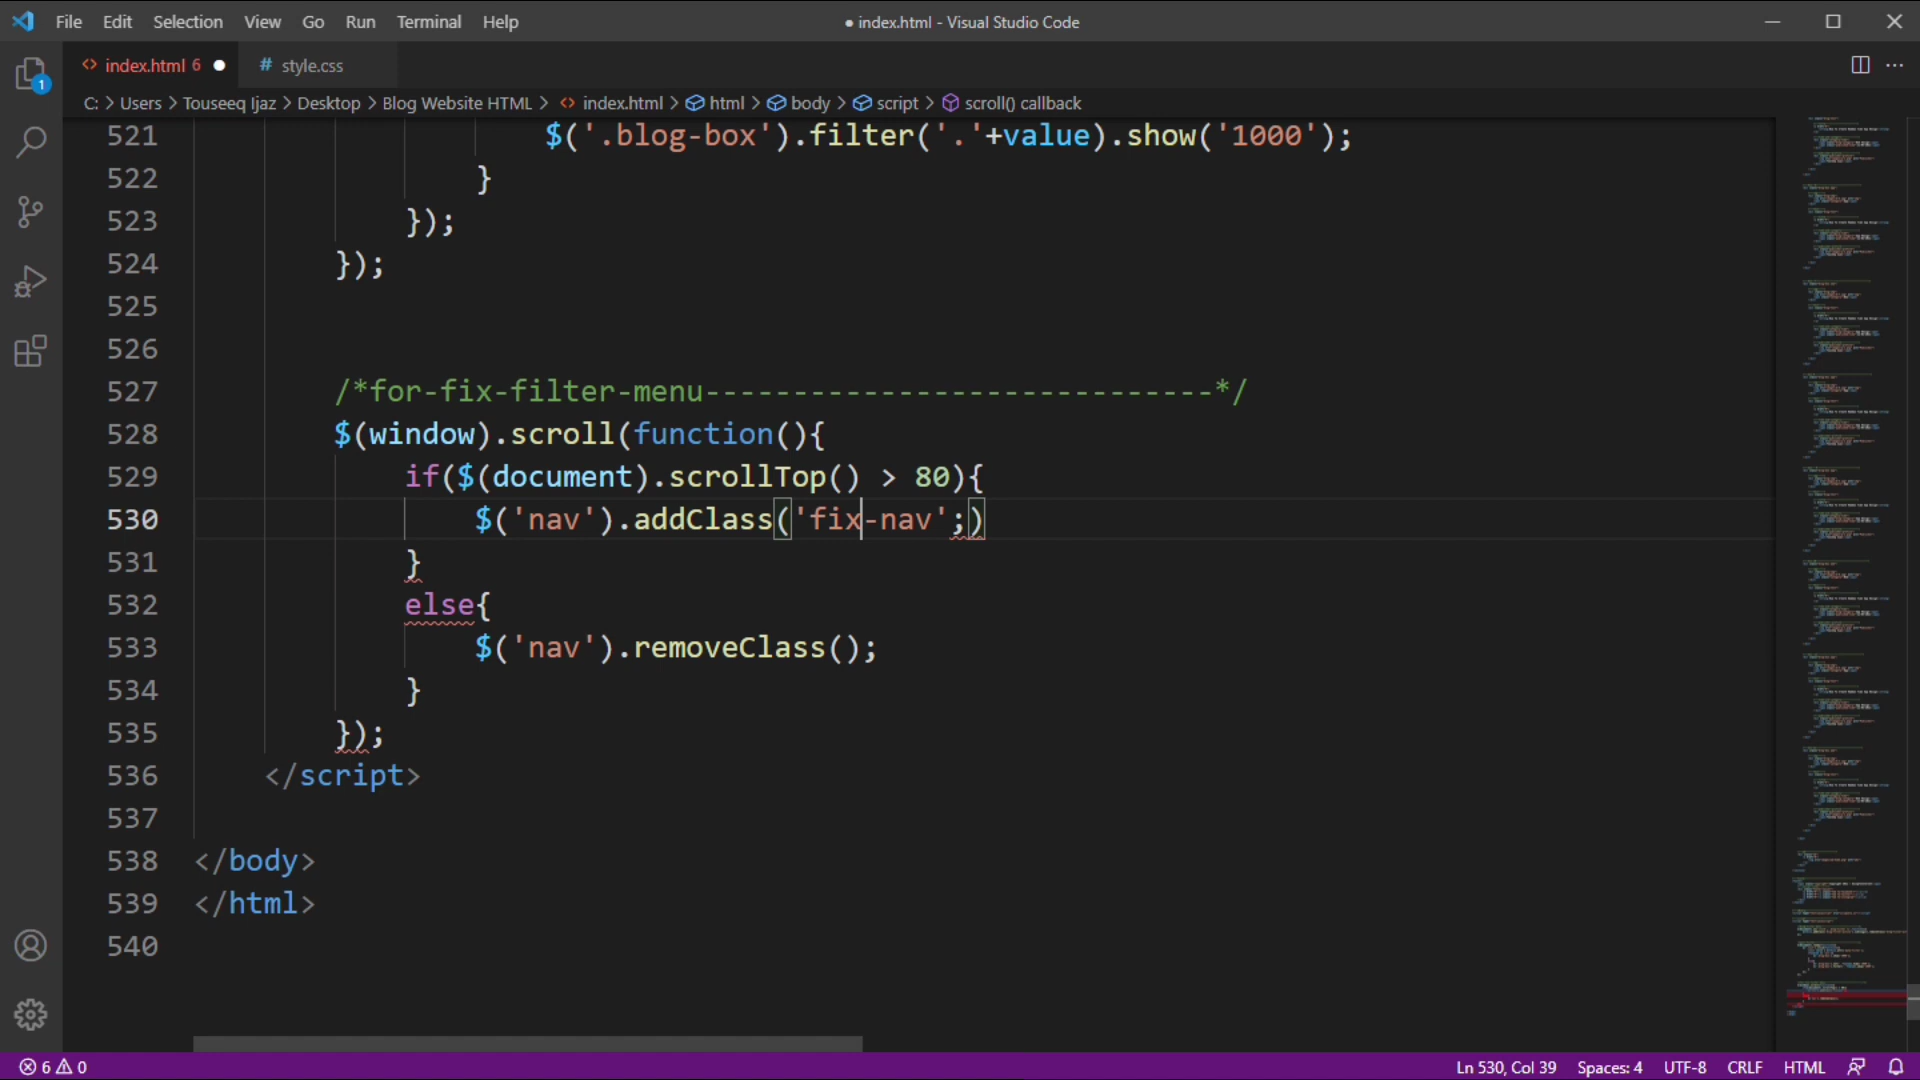 File Edit Selection View Go Run Terminal Help
● index.html - Visual Studio Code
<> index.html 6 ●
# style.css
C: > Users > Touseeq Ijaz > Desktop > Blog Website HTML > <> index.html > html > body > script > scroll() callback
1
521 $('.blog-box').filter('.'+value).show('1000');
522 }
523 });
524 });
525
526
527 /*for-fix-filter-menu-----------------------------*/
528 $(window).scroll(function(){
529 if($(document).scrollTop() > 80){
530 $('nav').addClass('fix-nav';)
531 }
532 else{
533 $('nav').removeClass();
534 }
535 });
536 </script>
537
538 </body>
539 </html>
540
6 0
Ln 530, Col 39 Spaces: 4 UTF-8 CRLF HTML